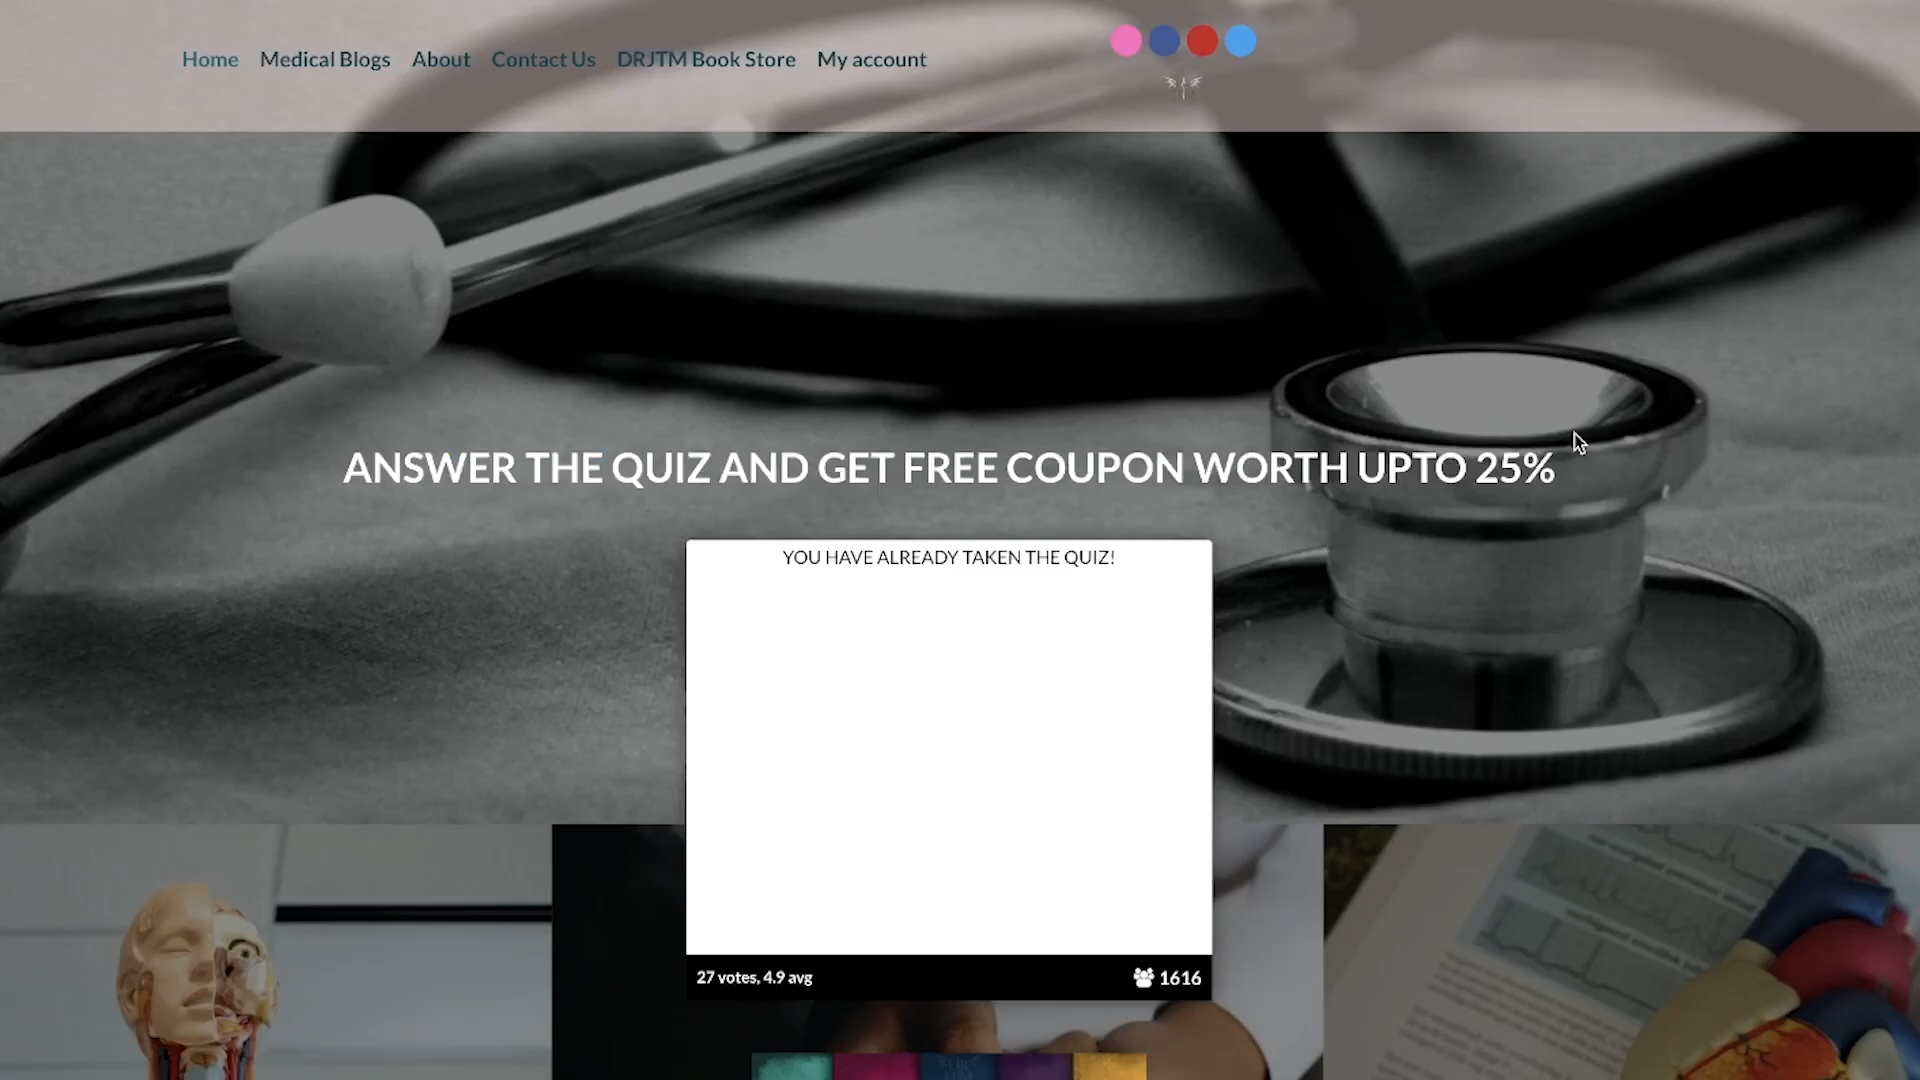 Home Medical Blogs About Contact Us DRJTM Book Store My account
ANSWER THE QUIZ AND GET FREE COUPON WORTH UPTO 25%
YOU HAVE ALREADY TAKEN THE QUIZ!
27 votes, 4.9 avg
1616